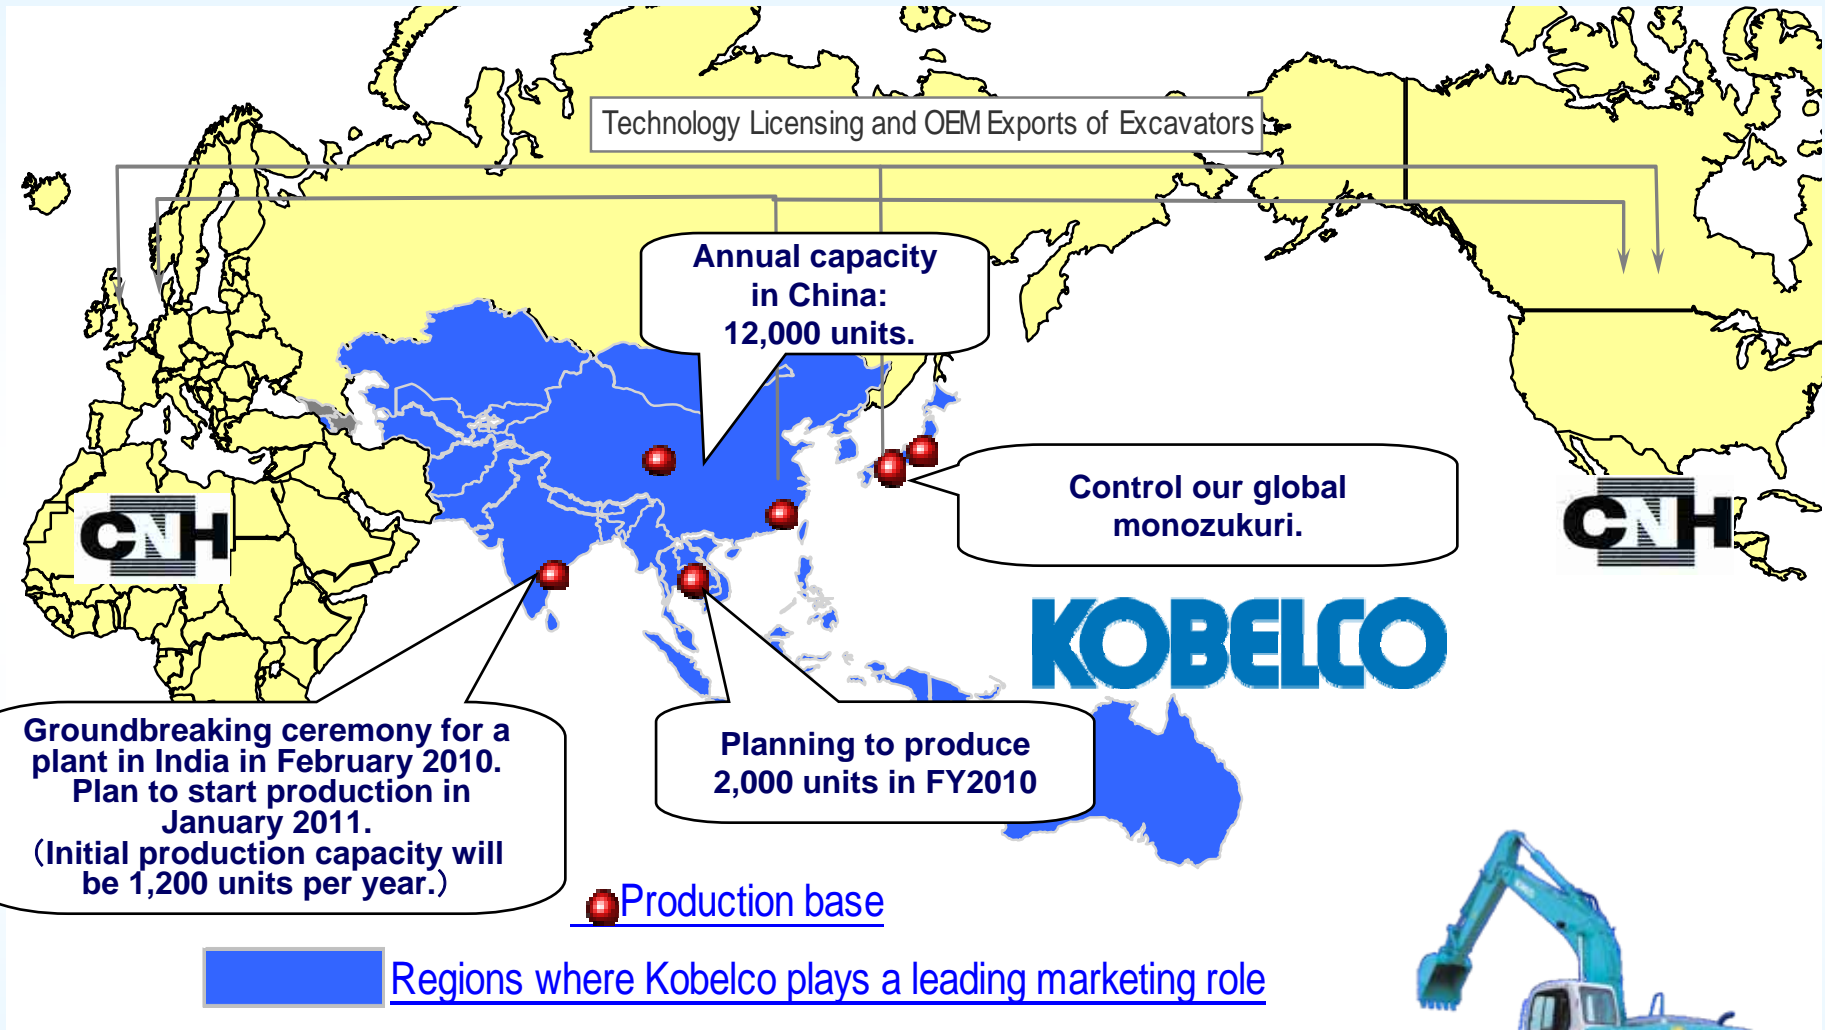 Technology Licensing and OEM Exports of Excavators
Annual capacity
in China:
12,000 units.
Control our global
monozukuri.
CNH
CNH
KOBELCO
Groundbreaking ceremony for a
plant in India in February 2010.
Plan to start production in
January 2011.
（Initial production capacity will
be 1,200 units per year.）
Planning to produce
2,000 units in FY2010
Production base
Regions where Kobelco plays a leading marketing role